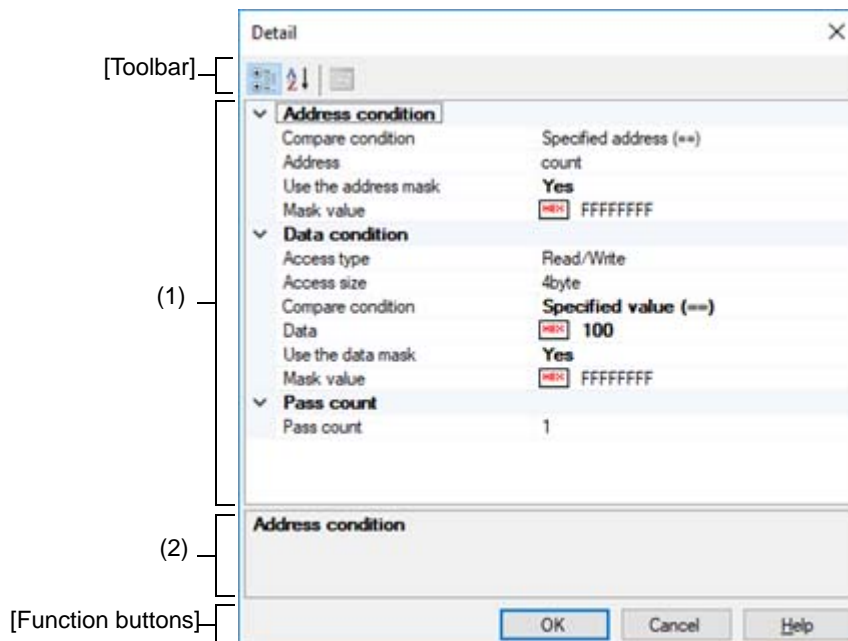 Detail
[Toolbar]
Address condition
Compare condition Specified address (==)
Address count
Use the address mask Yes
Mask value HEX FFFFFFFF
Data condition
Access type Read/Write
(1)
Access size 4byte
Compare condition Specified value (==)
Data HEX 100
Use the data mask Yes
Mask value HEX FFFFFFFF
Pass count
Pass count 1
Address condition
(2)
[Function buttons]
OK Cancel Help